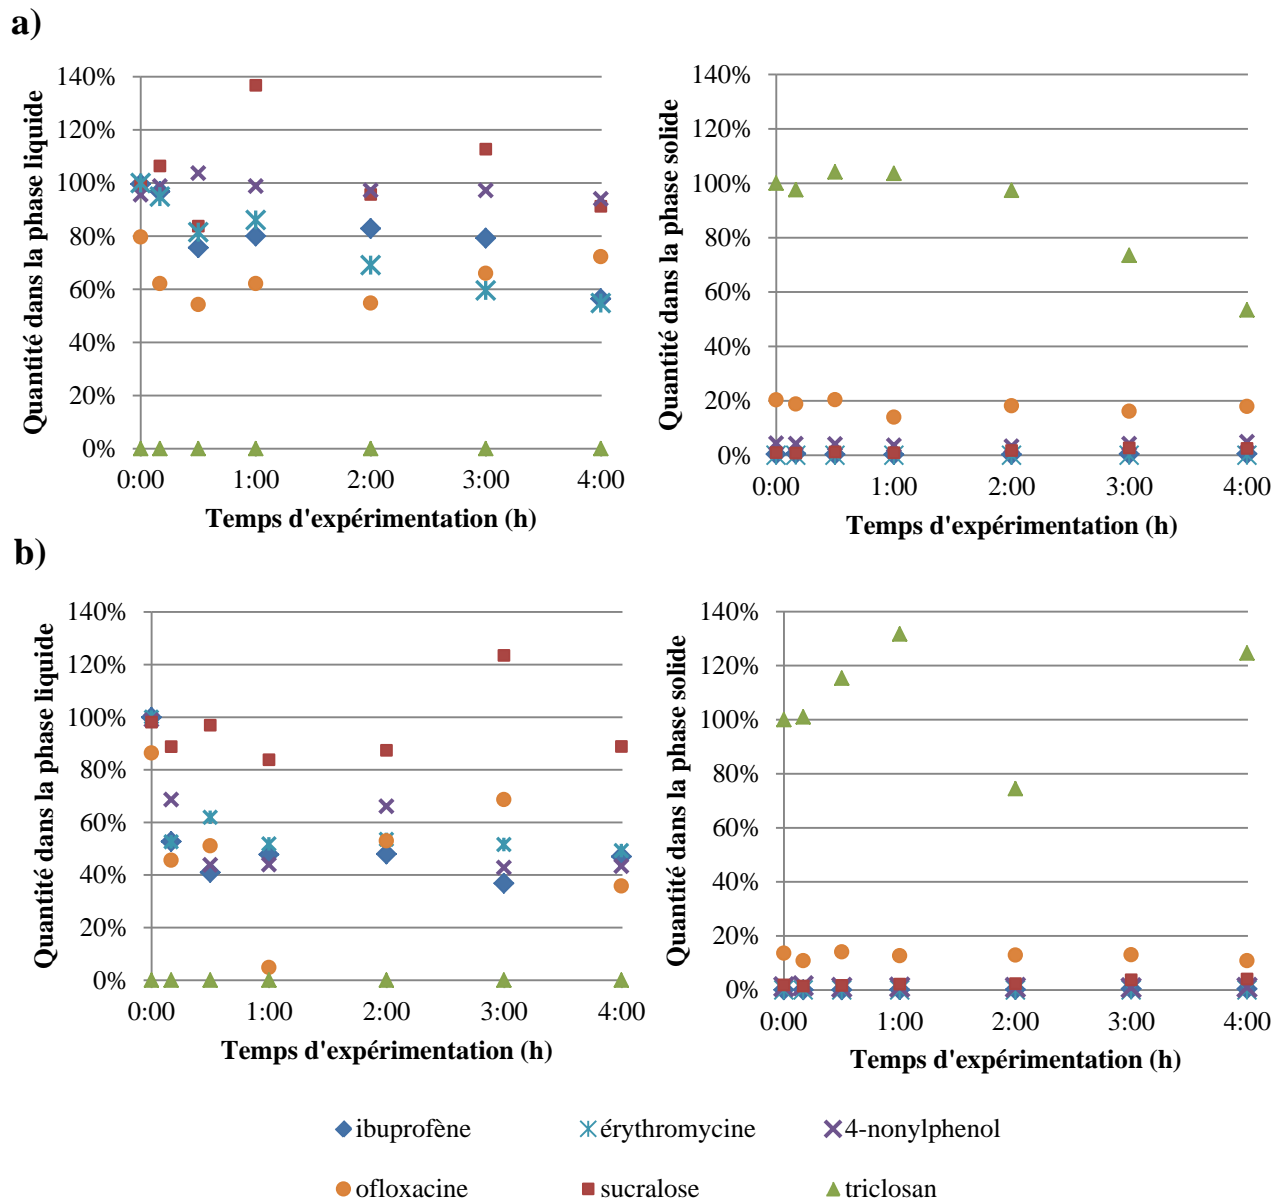 a)
Quantité dans la phase liquide
140%
120%
100%
80%
60%
40%
20%
0%
0:00 1:00 2:00 3:00 4:00
Temps d'expérimentation (h)
Quantité dans la phase solide
140%
120%
100%
80%
60%
40%
20%
0%
0:00 1:00 2:00 3:00 4:00
Temps d'expérimentation (h)
b)
Quantité dans la phase liquide
140%
120%
100%
80%
60%
40%
20%
0%
0:00 1:00 2:00 3:00 4:00
Temps d'expérimentation (h)
Quantité dans la phase solide
140%
120%
100%
80%
60%
40%
20%
0%
0:00 1:00 2:00 3:00 4:00
Temps d'expérimentation (h)
ibuprofène érythromycine 4-nonylphenol
ofloxacine sucralose triclosan